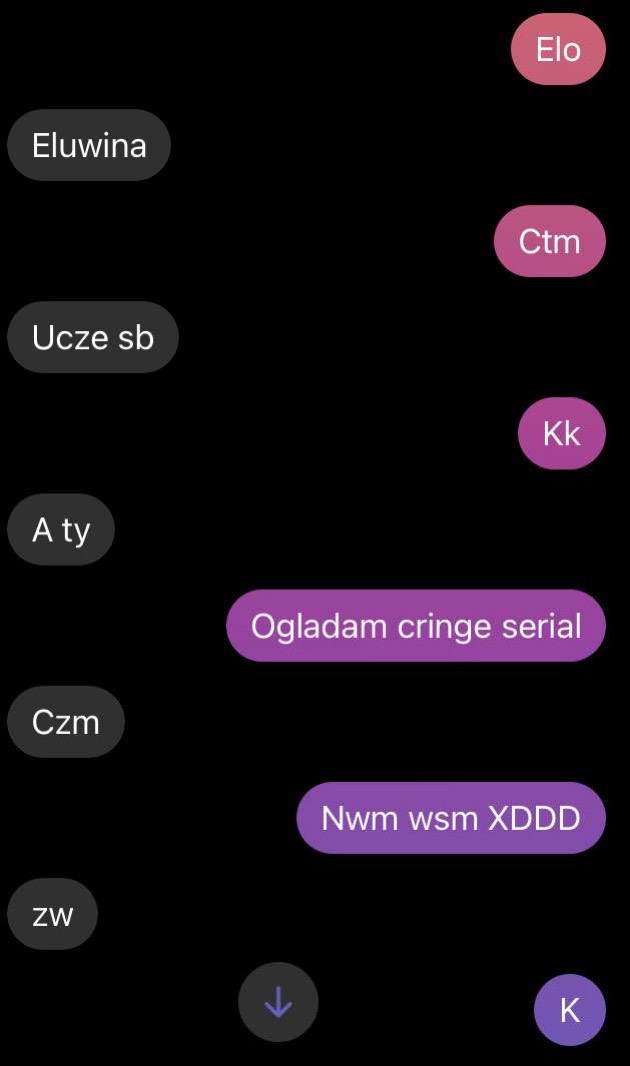 Elo
Eluwina
Ctm
Ucze sb
Kk
A ty
Ogladam cringe serial
Czm
Nwm wsm XDDD
zw
K